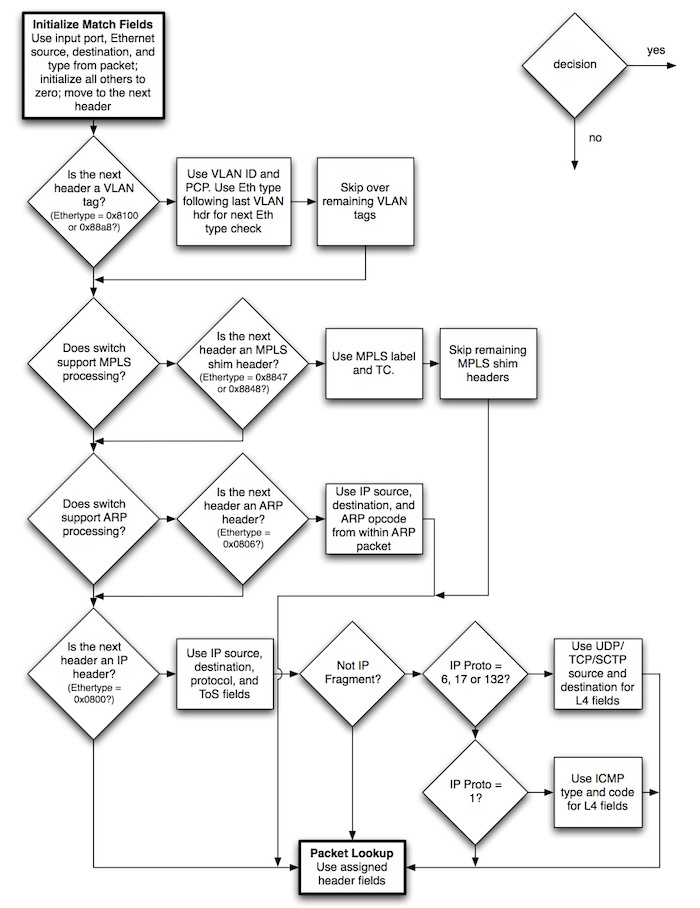 Initialize Match Fields
Use input port, Ethernet
source, destination, and
type from packet;
initialize all others to
zero; move to the next
header
decision
yes
no
Is the next
header a VLAN
tag?
(Ethertype = 0x8100
or 0x88a8?)
Use VLAN ID and
PCP. Use Eth type
following last VLAN
hdr for next Eth
type check
Skip over
remaining VLAN
tags
Does switch
support MPLS
processing?
Is the next
header an MPLS
shim header?
(Ethertype = 0x8847
or 0x8848?)
Use MPLS label
and TC.
Skip remaining
MPLS shim
headers
Does switch
support ARP
processing?
Is the next
header an ARP
header?
(Ethertype =
0x0806?)
Use IP source,
destination, and
ARP opcode
from within ARP
packet
Is the next
header an IP
header?
(Ethertype =
0x0800?)
Use IP source,
destination,
protocol, and
ToS fields
Not IP
Fragment?
IP Proto =
6, 17 or 132?
Use UDP/
TCP/SCTP
source and
destination for
L4 fields
IP Proto =
1?
Use ICMP
type and code
for L4 fields
Packet Lookup
Use assigned
header fields